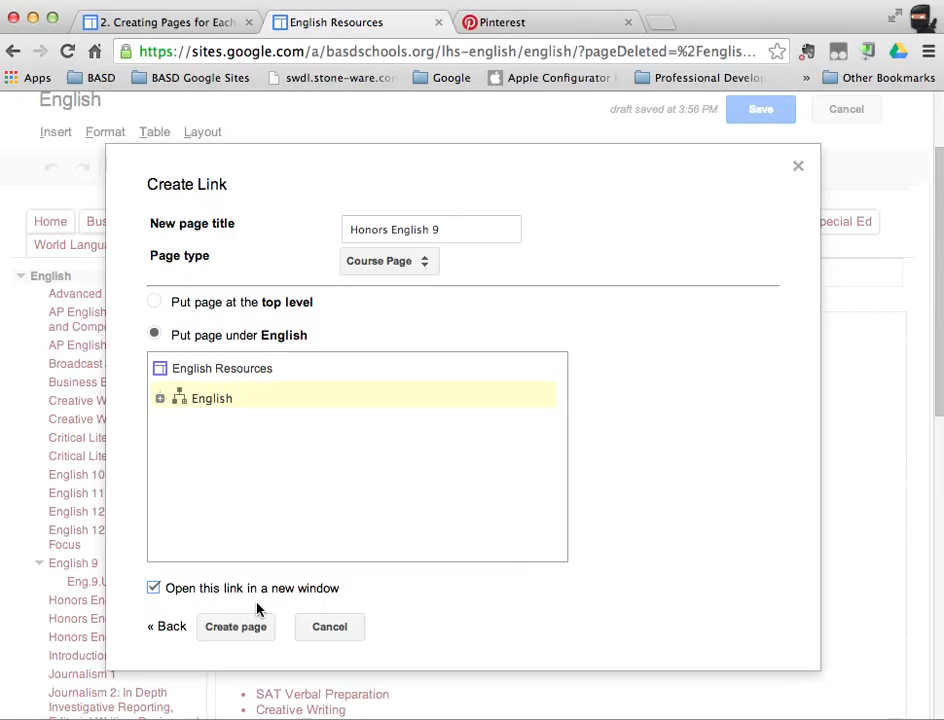 2. Creating Pages for Each
English Resources
Pinterest
https://sites.google.com/a/basdschools.org/lhs-english/english/?pageDeleted=%2Fenglis...
Apps
BASD
BASD Google Sites
swdl.stone-ware.co
Google
Apple Configurator
Professional Develo
»
Other Bookmarks
English
draft saved at 3:56 PM
Save
Cancel
Insert
Format
Table
Layout
Create Link
New page title
Honors English 9
Page type
Course Page
Home
Bus
pecial Ed
World Langua
Put page at the top level
Put page under English
English Resources
English
English
Advanced
AP English
and Compo
AP English
Broadcast
Business E
Creative W
Creative W
Critical Lite
Critical Lite
English 10
English 11
English 12
English 12
Focus
English 9
Eng.9.U
Honors En
Honors En
Honors En
Introduction
Journalism 1
Journalism 2: In Depth
Investigative Reporting,
Open this link in a new window
« Back
Create page
Cancel
SAT Verbal Preparation
Creative Writing